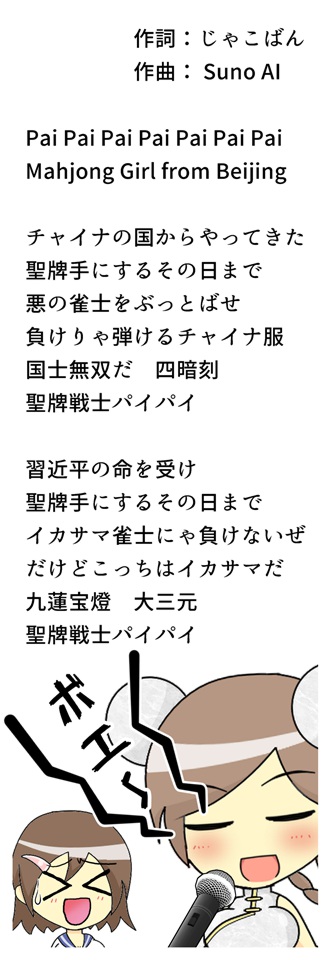 作詞：じゃこばん
作曲： Suno AI
Pai Pai Pai Pai Pai Pai Pai
Mahjong Girl from Beijing
チャイナの国からやってきた
聖牌手にするその日まで
悪の雀士をぶっとばせ
負けりゃ弾けるチャイナ服
国士無双だ　四暗刻
聖牌戦士パイパイ
習近平の命を受け
聖牌手にするその日まで
イカサマ雀士にゃ負けないぜ
だけどこっちはイカサマだ
九蓮宝燈　大三元
聖牌戦士パイパイ
ボエ～